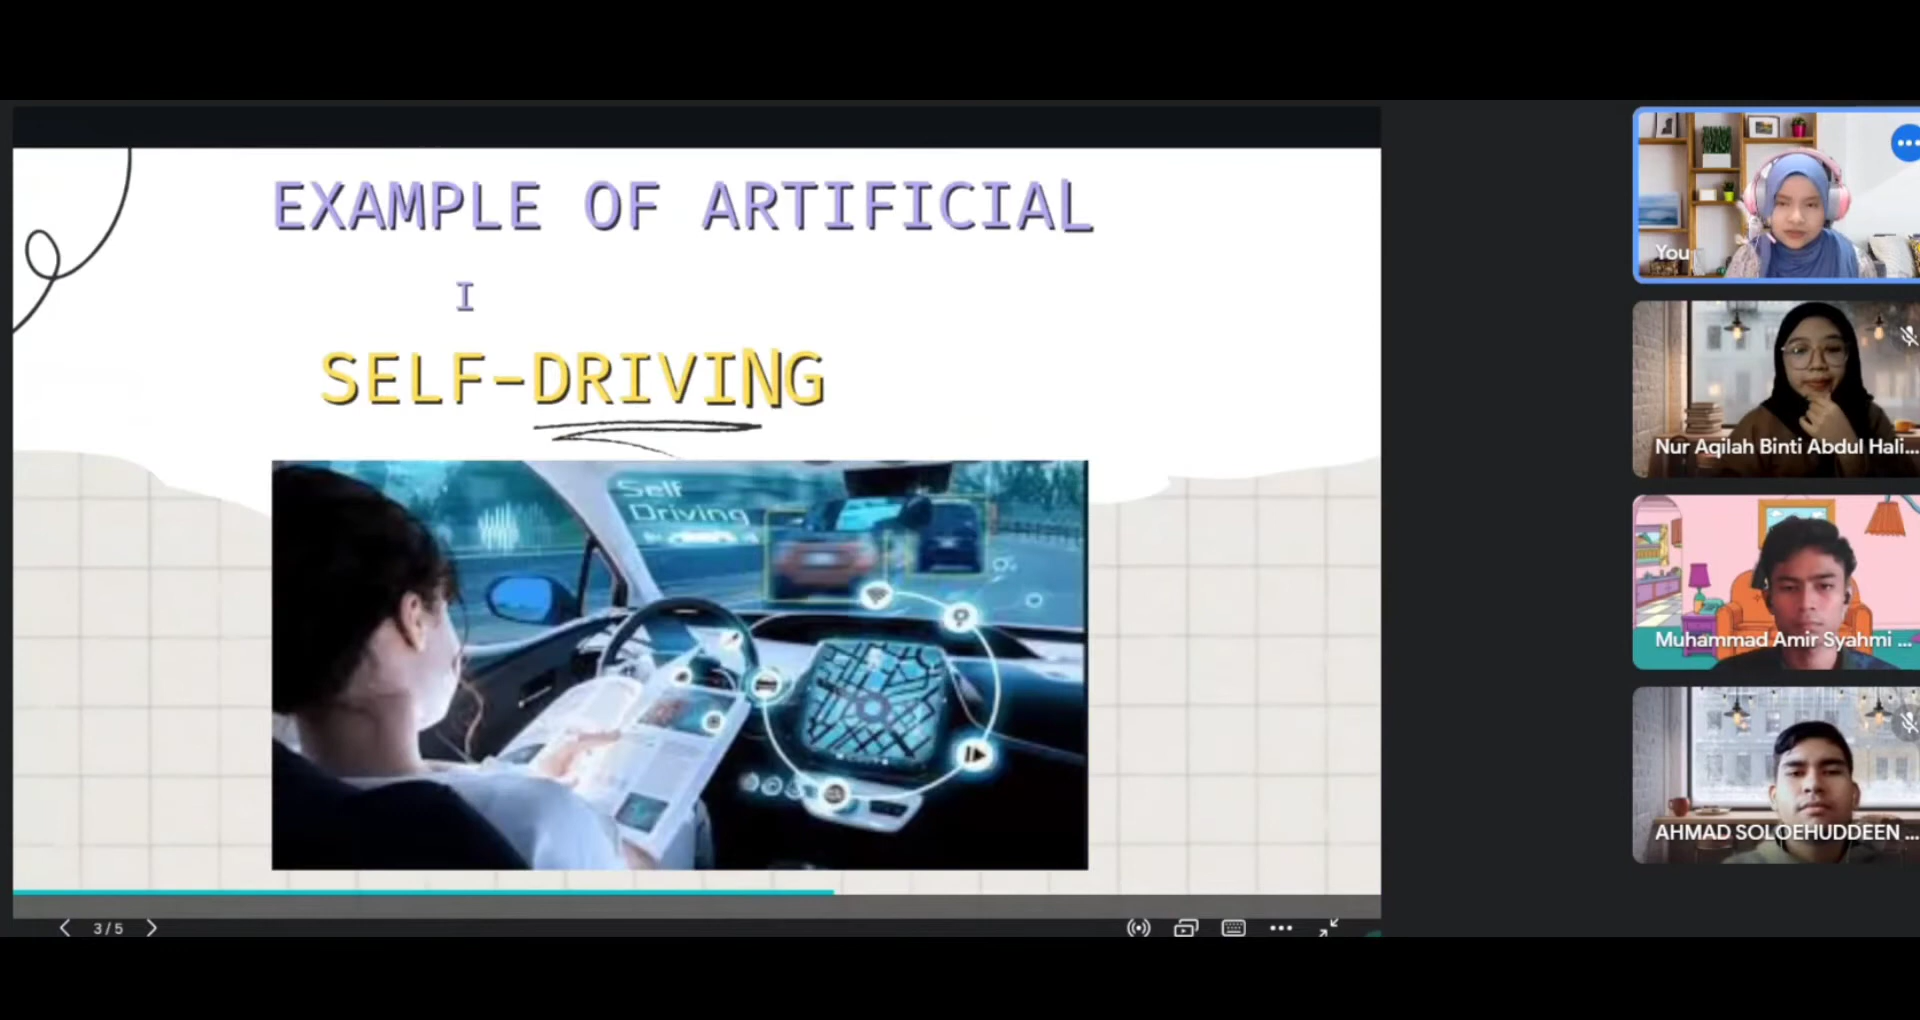 EXAMPLE OF ARTIFICIAL
I
SELF-DRIVING
Self
Driving
3/5
You
Nur Aqilah Binti Abdul Hali...
Muhammad Amir Syahmi ...
AHMAD SOLOEHUDDEEN ...